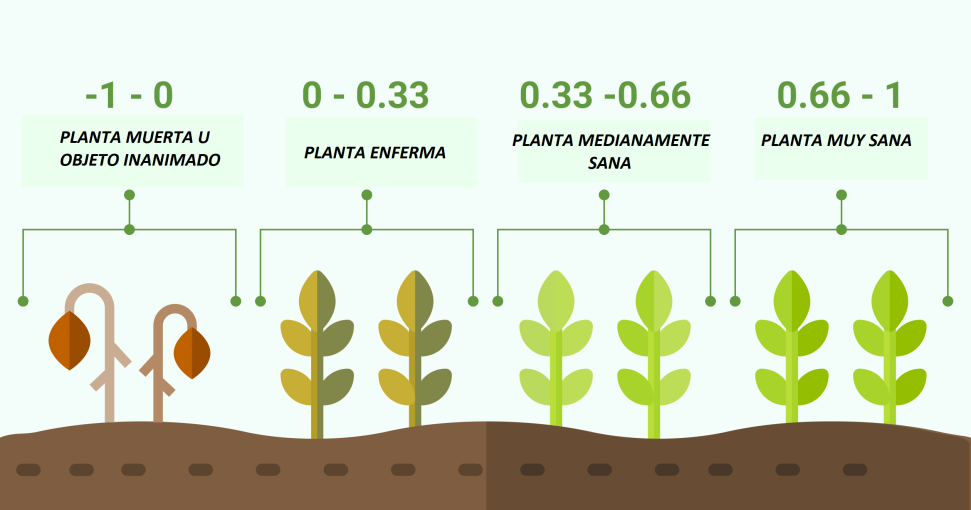 -1 - 0
PLANTA MUERTA U
OBJETO INANIMADO
0 - 0.33
PLANTA ENFERMA
0.33 -0.66
PLANTA MEDIANAMENTE
SANA
0.66 - 1
PLANTA MUY SANA